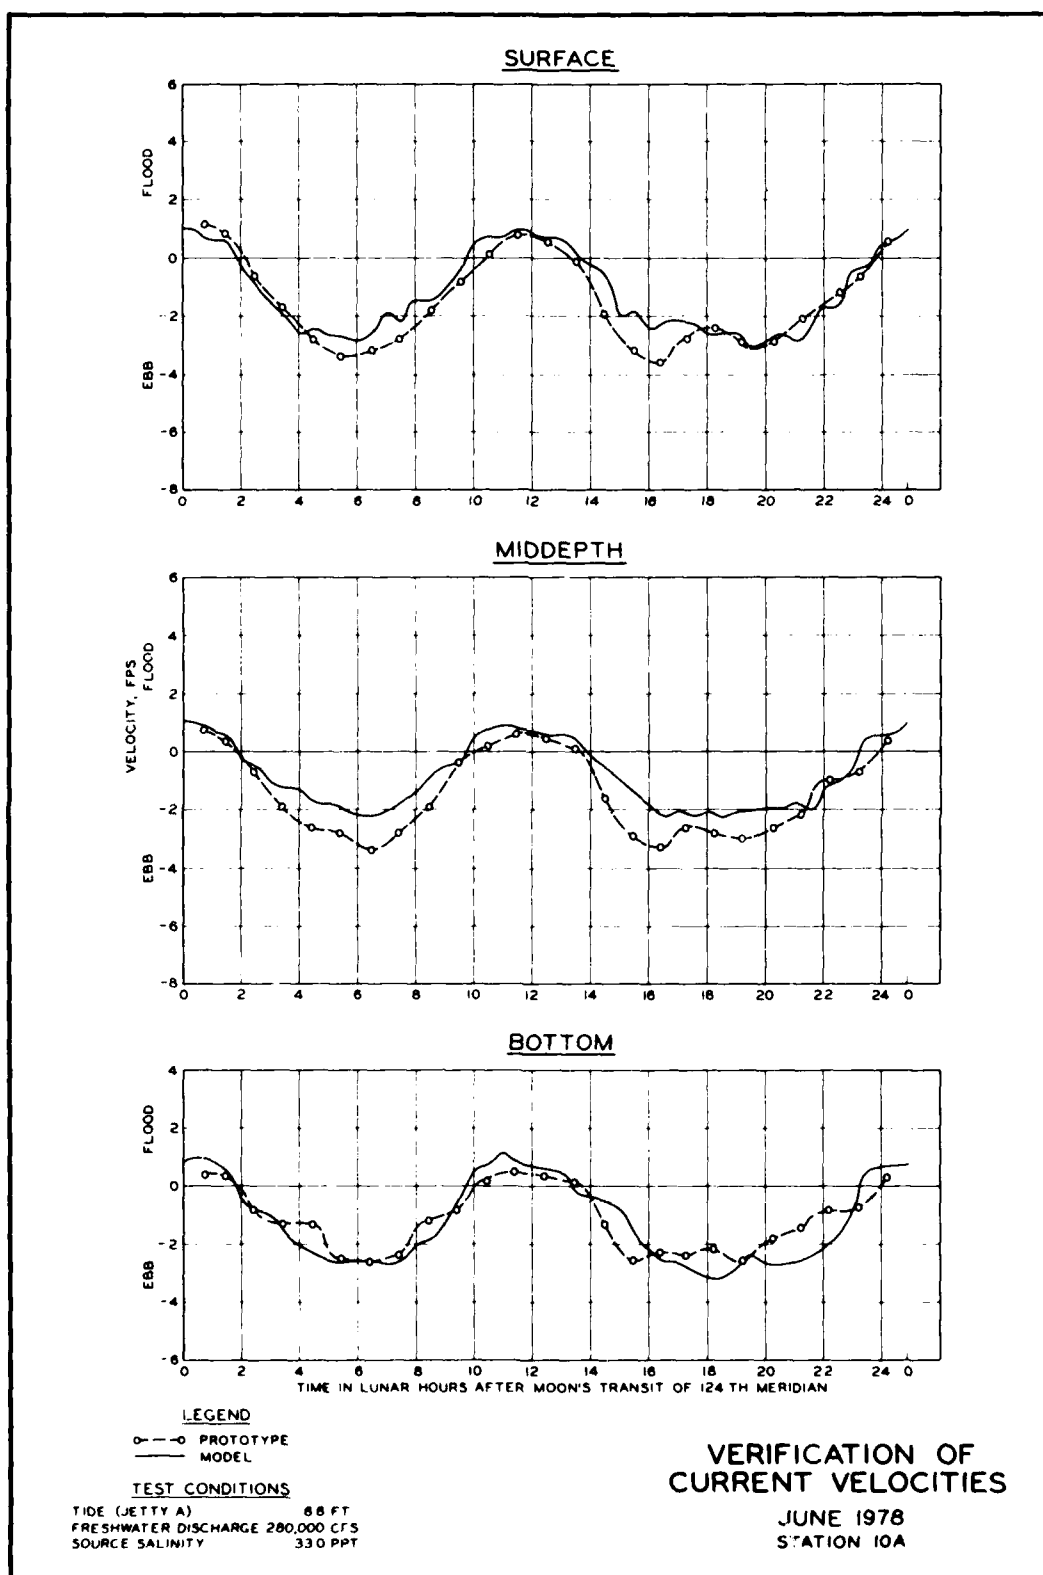 SURFACE
6
4
2
0
-2
-4
-6
-8
FLOOD
EBB
0 2 4 6 8 10 12 14 16 18 20 22 24 0
MIDDEPTH
6
4
2
0
-2
-4
-6
-8
VELOCITY, FPS
FLOOD
EBB
0 2 4 6 8 10 12 14 16 18 20 22 24 0
BOTTOM
4
2
0
-2
-4
-6
FLOOD
EBB
0 2 4 6 8 10 12 14 16 18 20 22 24 0
TIME IN LUNAR HOURS AFTER MOON'S TRANSIT OF 124 TH MERIDIAN
LEGEND
PROTOTYPE
MODEL
TEST CONDITIONS
TIDE (JETTY A) FT
FRESHWATER DISCHARGE 280,000 CFS
SOURCE SALINITY 33 0 PPT
VERIFICATION OF
CURRENT VELOCITIES
JUNE 1978
STATION 10A